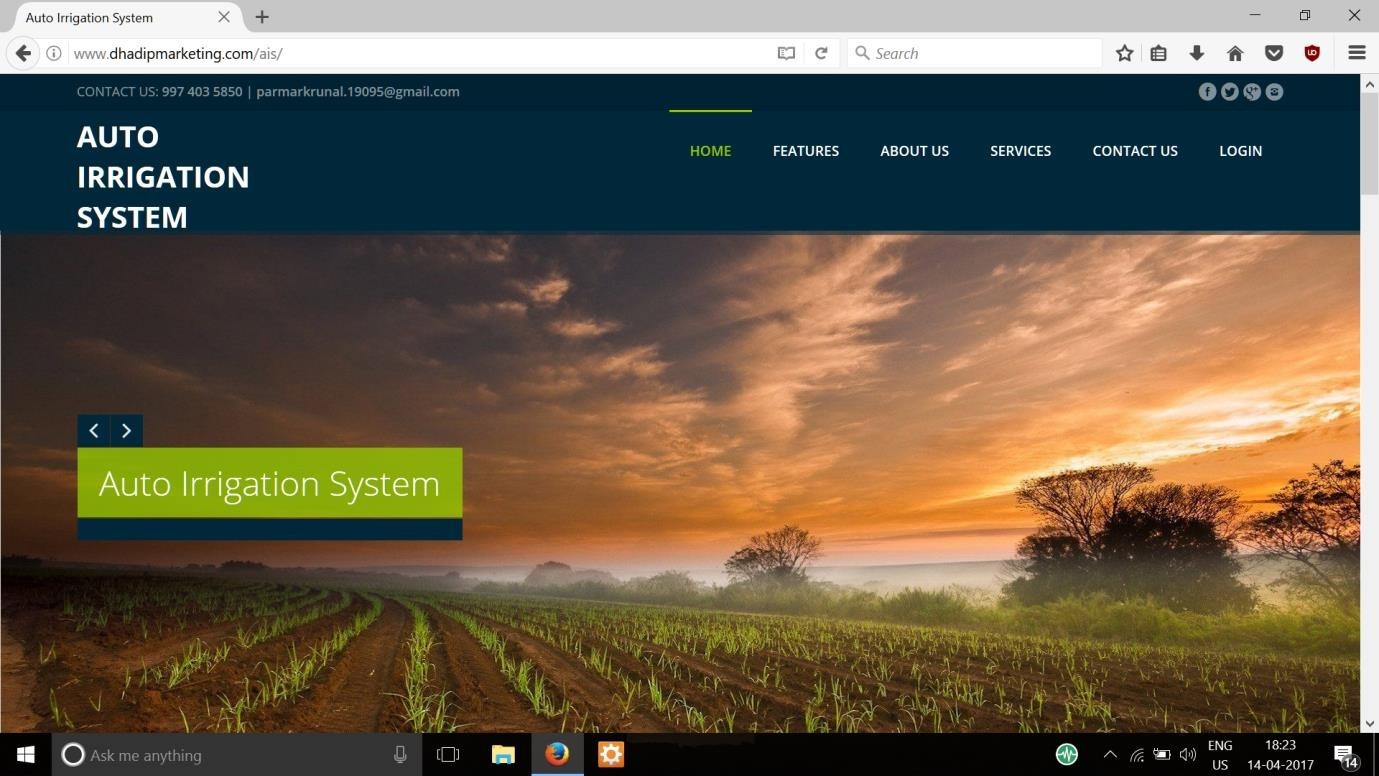 Auto Irrigation System
www.dhadipmarketing.com/ais/
Search
CONTACT US: 997 403 5850 | parmarkrunal.19095@gmail.com
AUTO
IRRIGATION
SYSTEM
HOME FEATURES ABOUT US SERVICES CONTACT US LOGIN
Auto Irrigation System
Ask me anything
ENG
US
18:23
14-04-2017
14